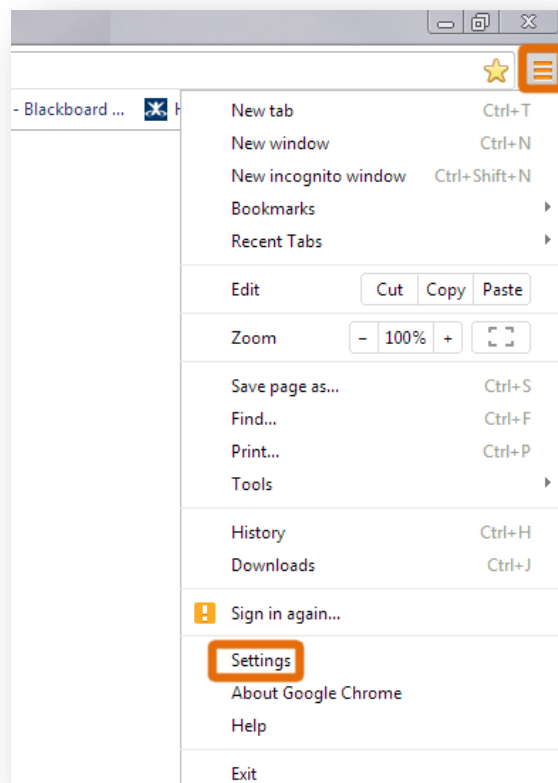 - Blackboard ...
New tab Ctrl+T
New window Ctrl+N
New incognito window Ctrl+Shift+N
Bookmarks
Recent Tabs
Edit Cut Copy Paste
Zoom - 100% +
Save page as... Ctrl+S
Find... Ctrl+F
Print... Ctrl+P
Tools
History Ctrl+H
Downloads Ctrl+J
Sign in again...
Settings
About Google Chrome
Help
Exit